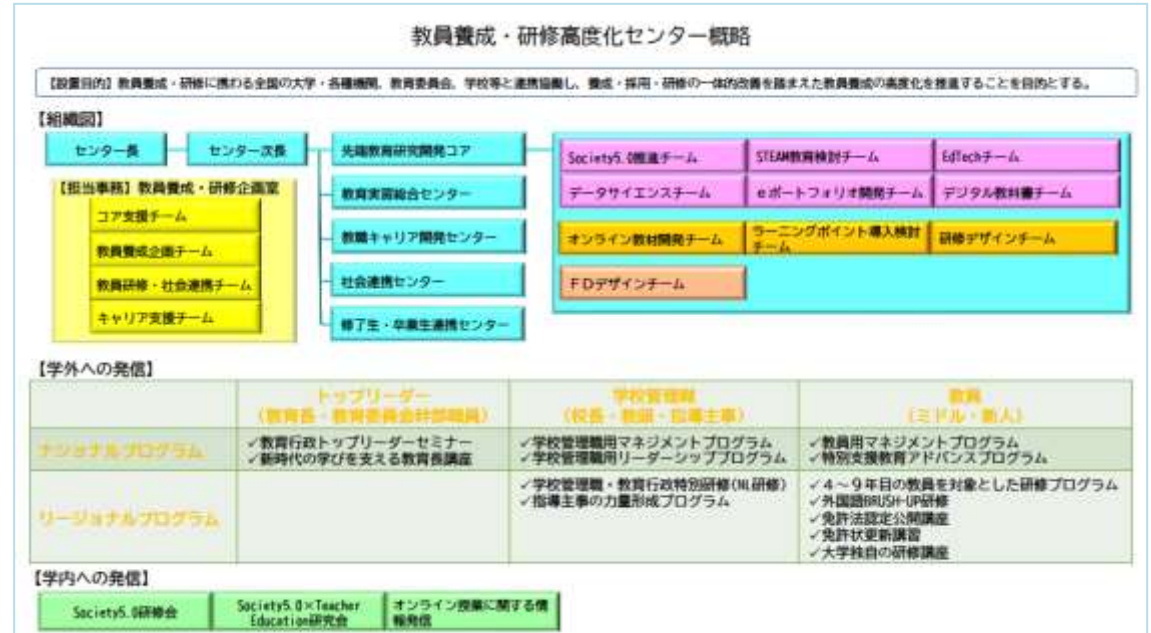 教員養成・研修高度化センター概略
【設置目的】教員養成・研修に携わる全国の大学・各種機関、教育委員会、学校等と連携協働し、養成・採用・研修の一体的改善を踏まえた教員養成の高度化を推進することを目的とする。
【組織図】
センター長
センター次長
先端教育研究開発コア
教育実習総合センター
教職キャリア開発センター
社会連携センター
修了生・卒業生連携センター
【担当事務】教員養成・研修企画室
コア支援チーム
教員養成企画チーム
教員研修・社会連携チーム
キャリア支援チーム
Society5.0推進チーム
STEAM教育検討チーム
EdTechチーム
データサイエンスチーム
eポートフォリオ開発チーム
デジタル教科書チーム
オンライン教材開発チーム
ラーニングポイント導入検討
チーム
研修デザインチーム
FDデザインチーム
【学外への発信】
トップリーダー
(教育長・教育委員会幹部職員)
学校管理職
(校長・教頭・指導主事)
教員
(ミドル・新人)
ナショナルプログラム
✓教育行政トップリーダーセミナー
✓新時代の学びを支える教育長講座
✓学校管理職用マネジメントプログラム
✓学校管理職用リーダーシッププログラム
✓教員用マネジメントプログラム
✓特別支援教育アドバンスプログラム
リージョナルプログラム
✓学校管理職・教育行政特別研修(NL研修)
✓指導主事の力量形成プログラム
✓4~9年目の教員を対象とした研修プログラム
✓外国語BRUSH-UP研修
✓免許法認定公開講座
✓免許状更新講習
✓大学独自の研修講座
【学内への発信】
Society5.0研修会
Society5.0×Teacher
Education研究会
オンライン授業に関する情
報発信